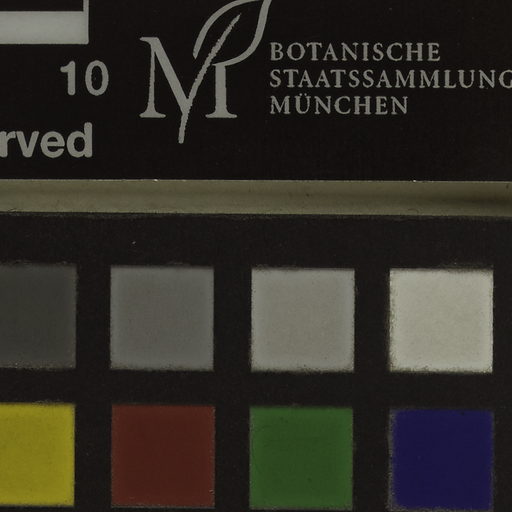 10
BOTANISCHE
STAATSSAMMLUNG
MÜNCHEN
rved